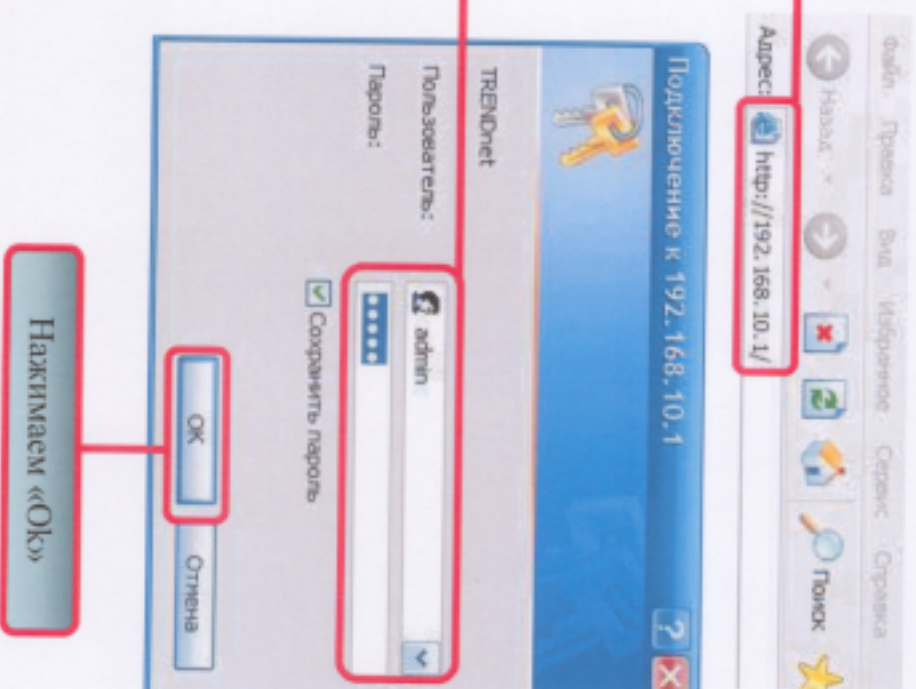 Файл Правка Вид Избранное Сервис Справка
Назад Поиск
Адрес: http://192.168.10.1/
Подключение к 192.168.10.1
TRENDnet
Пользователь: admin
Пароль: •••••
Сохранить пароль
OK Отмена
Нажимаем «Ok»